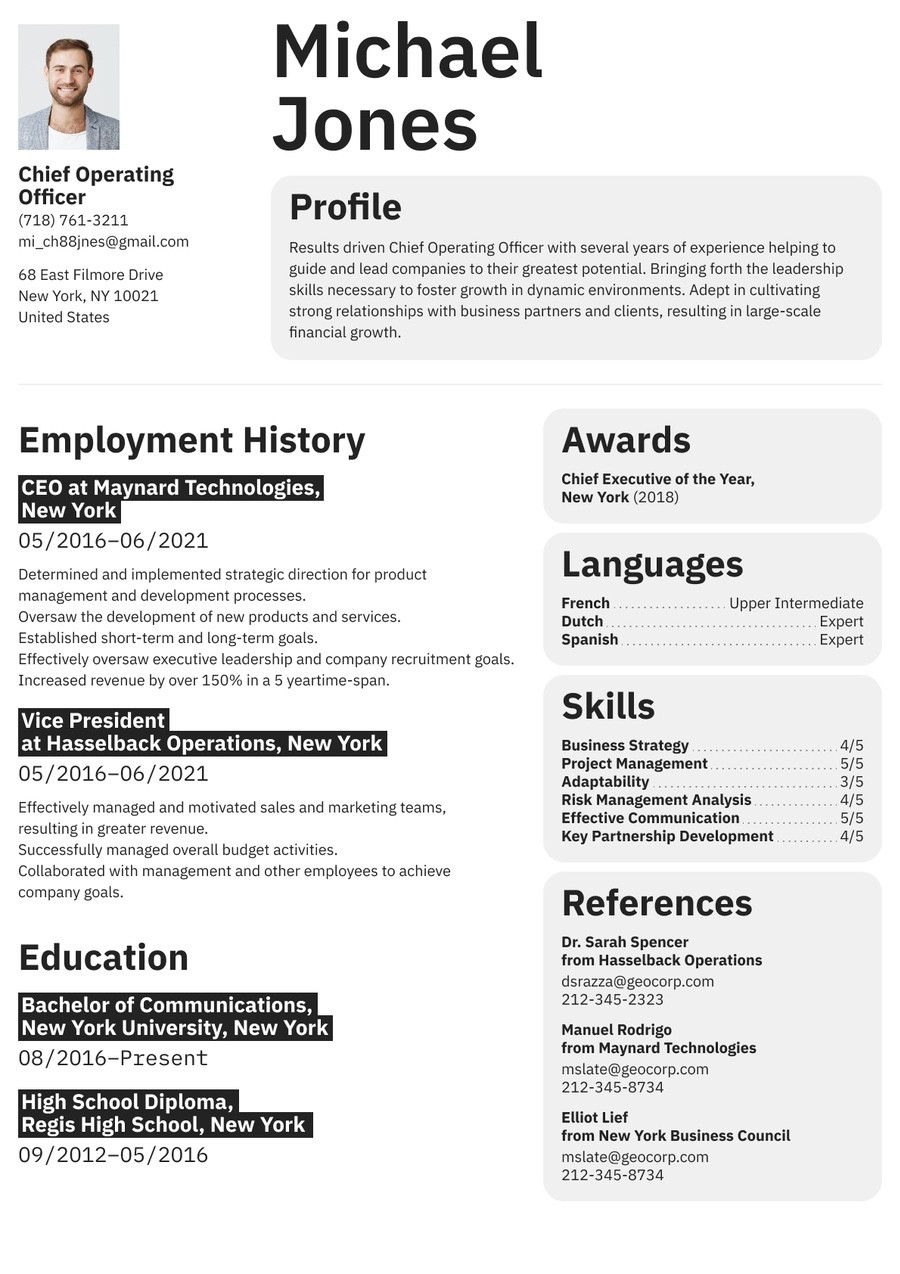 Michael
Jones
Chief Operating
Officer
(718) 761-3211
mi_ch88jnes@gmail.com
68 East Filmore Drive
New York, NY 10021
United States
Profile
Results driven Chief Operating Officer with several years of experience helping to
guide and lead companies to their greatest potential. Bringing forth the leadership
skills necessary to foster growth in dynamic environments. Adept in cultivating
strong relationships with business partners and clients, resulting in large-scale
financial growth.
Employment History
CEO at Maynard Technologies,
New York
05/2016–06/2021
Determined and implemented strategic direction for product
management and development processes.
Oversaw the development of new products and services.
Established short-term and long-term goals.
Effectively oversaw executive leadership and company recruitment goals.
Increased revenue by over 150% in a 5 yeartime-span.
Vice President
at Hasselback Operations, New York
05/2016–06/2021
Effectively managed and motivated sales and marketing teams,
resulting in greater revenue.
Successfully managed overall budget activities.
Collaborated with management and other employees to achieve
company goals.
Education
Bachelor of Communications,
New York University, New York
08/2016–Present
High School Diploma,
Regis High School, New York
09/2012–05/2016
Awards
Chief Executive of the Year,
New York (2018)
Languages
French ........................ Upper Intermediate
Dutch ........................ Expert
Spanish ........................ Expert
Skills
Business Strategy ........................ 4/5
Project Management ........................ 5/5
Adaptability ........................ 3/5
Risk Management Analysis ........................ 4/5
Effective Communication ........................ 5/5
Key Partnership Development ............ 4/5
References
Dr. Sarah Spencer
from Hasselback Operations
dsrazza@geocorp.com
212-345-2323
Manuel Rodrigo
from Maynard Technologies
mslate@geocorp.com
212-345-8734
Elliot Lief
from New York Business Council
mslate@geocorp.com
212-345-8734